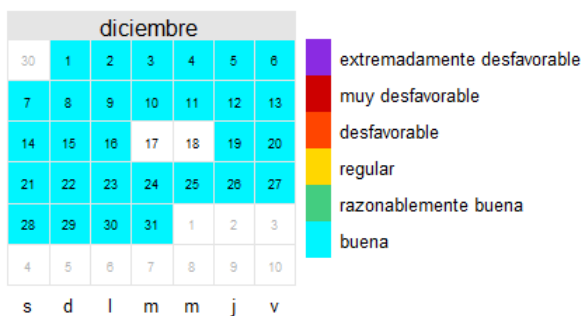 diciembre
30 1 2 3 4 5 6
7 8 9 10 11 12 13
14 15 16 17 18 19 20
21 22 23 24 25 26 27
28 29 30 31 1 2 3
4 5 6 7 8 9 10
s d l m m j v
extremadamente desfavorable
muy desfavorable
desfavorable
regular
razonablemente buena
buena